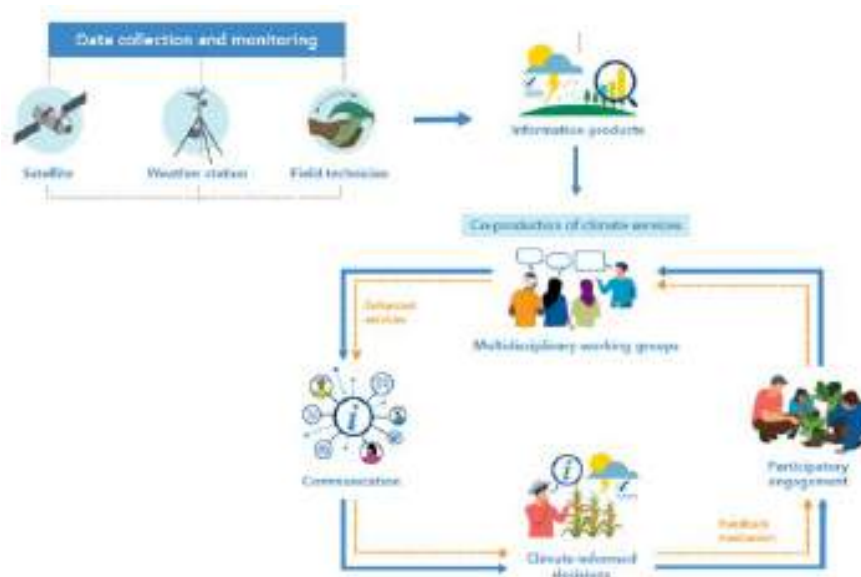 Data collection and monitoring
Satellite
Weather station
Field technician
Information products
Co-production of climate services
Enhanced
services
Multidisciplinary working groups
Communication
Participatory
engagement
Feedback
mechanism
Climate-informed
decisions